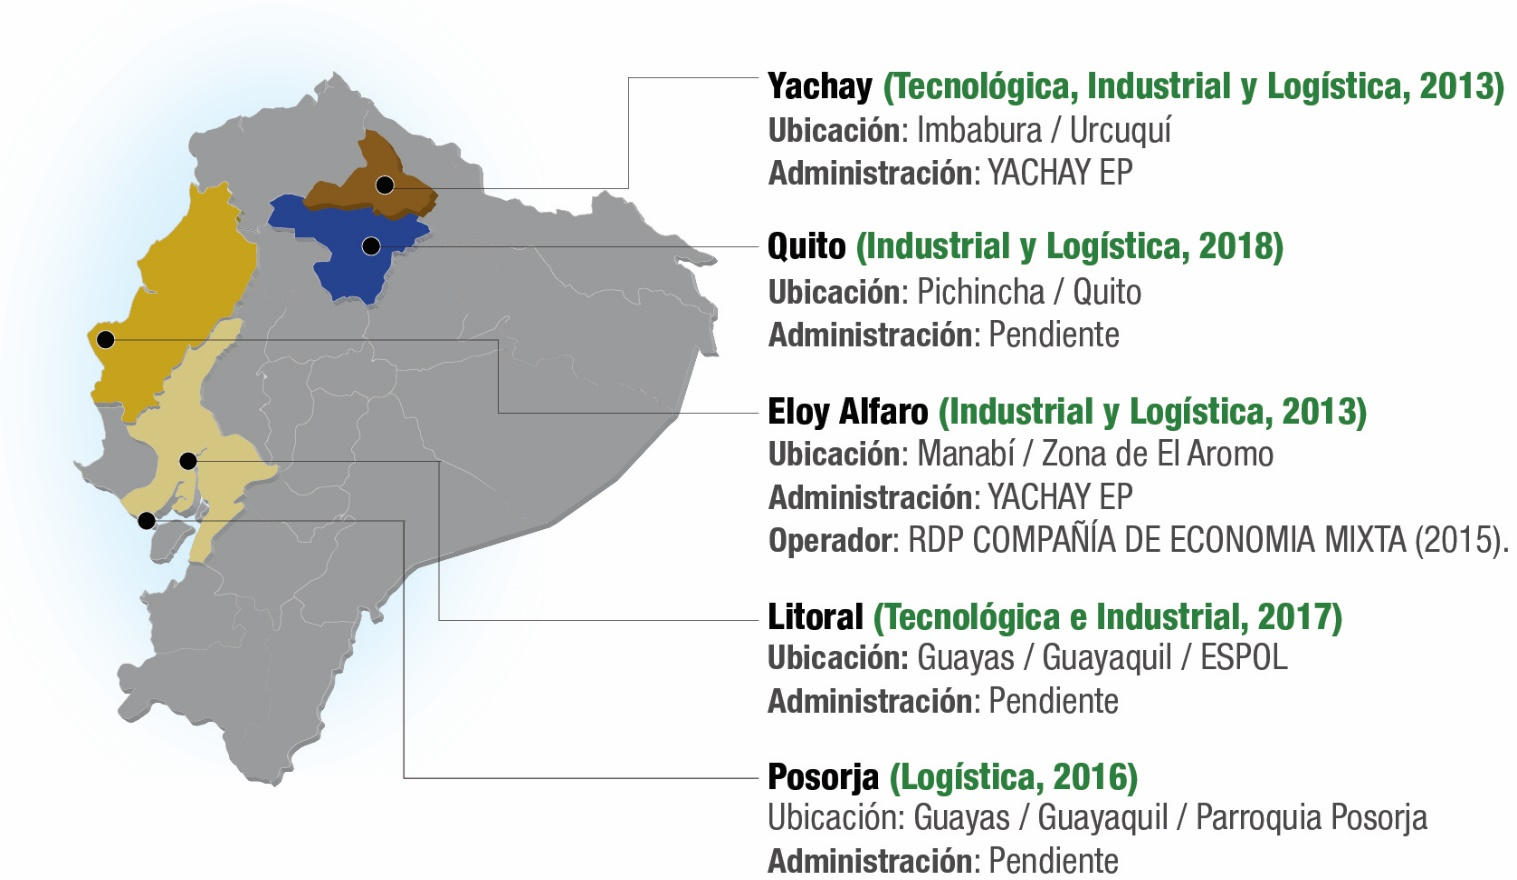 Yachay (Tecnológica, Industrial y Logística, 2013)
Ubicación: Imbabura / Urcuquí
Administración: YACHAY EP
Quito (Industrial y Logística, 2018)
Ubicación: Pichincha / Quito
Administración: Pendiente
Eloy Alfaro (Industrial y Logística, 2013)
Ubicación: Manabí / Zona de El Aromo
Administración: YACHAY EP
Operador: RDP COMPAÑÍA DE ECONOMIA MIXTA (2015).
Litoral (Tecnológica e Industrial, 2017)
Ubicación: Guayas / Guayaquil / ESPOL
Administración: Pendiente
Posorja (Logística, 2016)
Ubicación: Guayas / Guayaquil / Parroquia Posorja
Administración: Pendiente